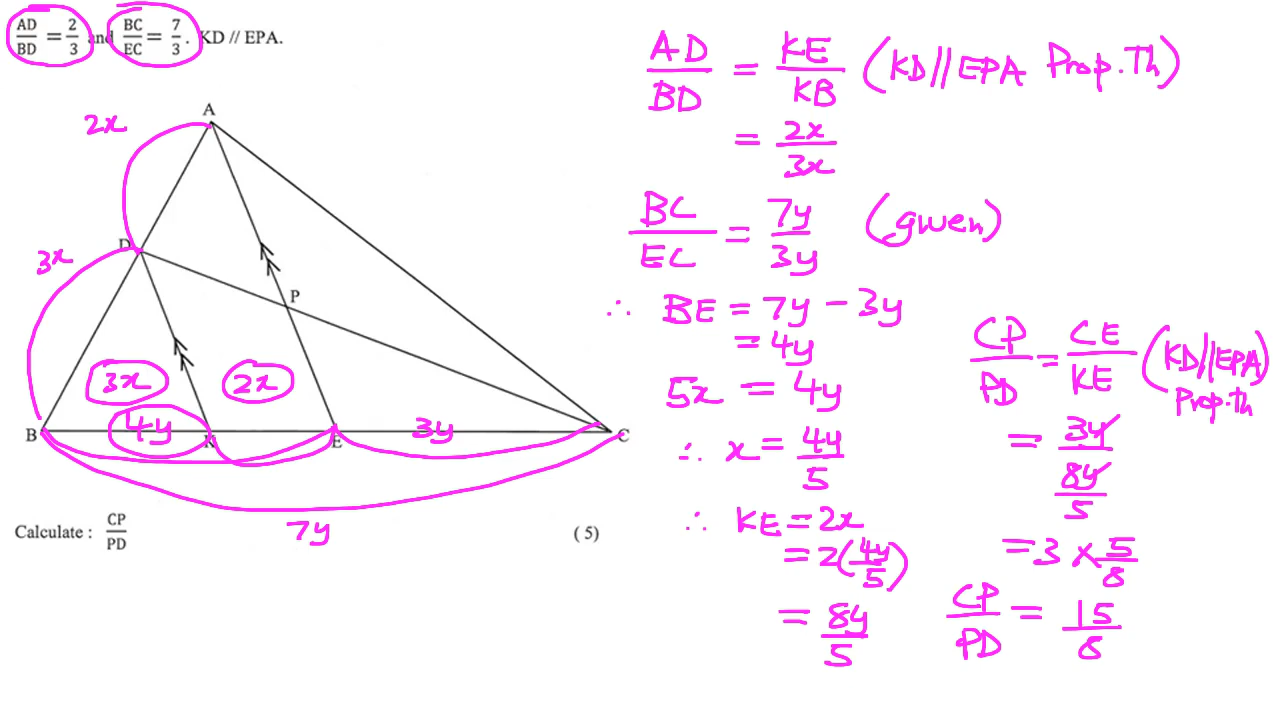 AD/BD = 2/3 and BC/EC = 7/3 . KD // EPA.
A
2x
D
3x
P
3x 2x
B 4y K E 3y C
7y
Calculate : CP/PD ( 5)
AD/BD = KE/KB (KD//EPA Prop.Th)
= 2x/3x
BC/EC = 7y/3y (given)
∴ BE = 7y - 3y
= 4y
5x = 4y
∴ x = 4y/5
∴ KE = 2x
= 2(4y/5)
= 8y/5
CP/PD = CE/KE (KD//EPA)
Prop.th
= 3y/(8y/5)
= 3 × 5/8
CP/PD = 15/8